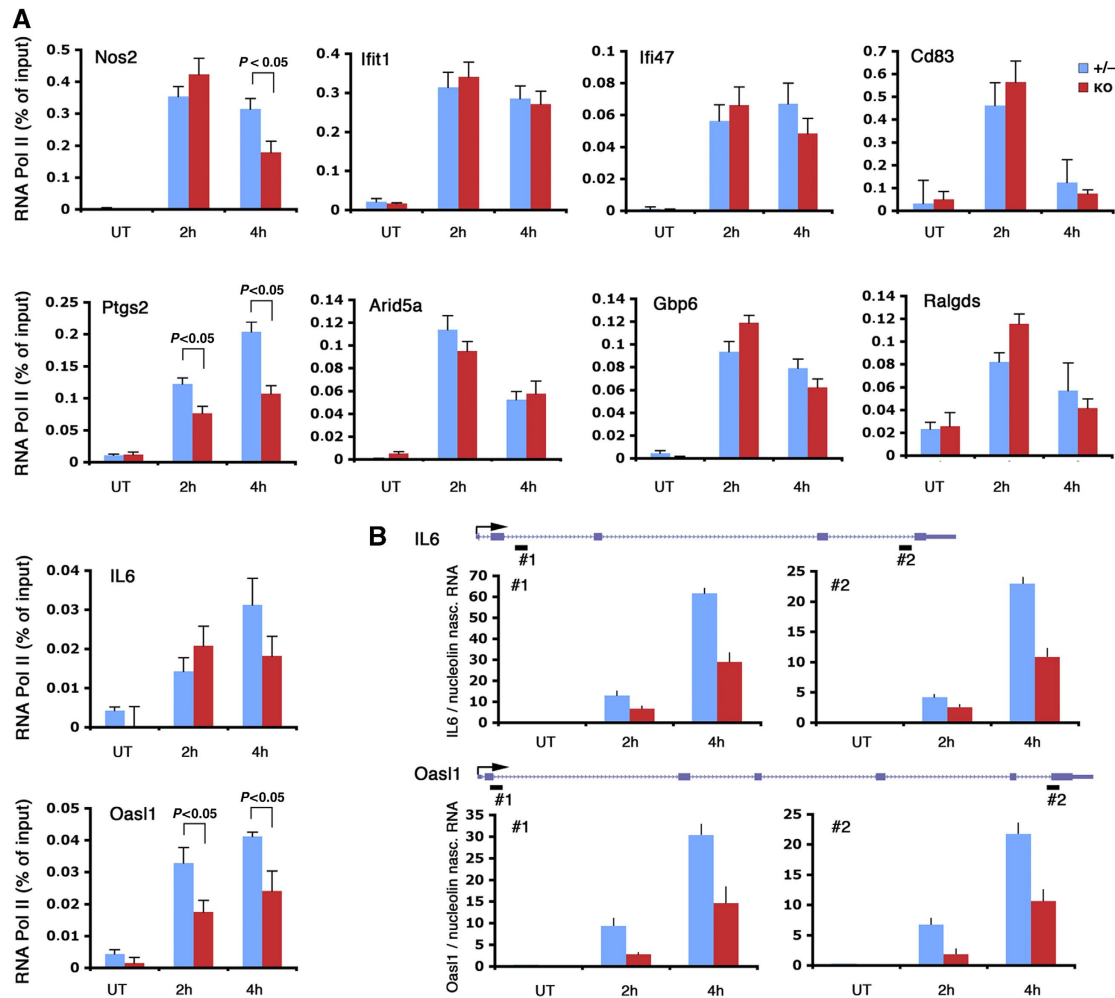 A
RNA Pol II (% of input)
Nos2
0.5
0.4
0.3
0.2
0.1
0
P < 0.05
UT 2h 4h
Ifit1
0.4
0.3
0.2
0.1
0
UT 2h 4h
Ifi47
0.1
0.08
0.06
0.04
0.02
0
UT 2h 4h
Cd83
0.7
0.6
0.5
0.4
0.3
0.2
0.1
0
UT 2h 4h
+/−
KO
RNA Pol II (% of input)
Ptgs2
0.25
0.2
0.15
0.1
0.05
0
P<0.05
P<0.05
UT 2h 4h
Arid5a
0.14
0.12
0.1
0.08
0.06
0.04
0.02
0
UT 2h 4h
Gbp6
0.14
0.12
0.1
0.08
0.06
0.04
0.02
0
UT 2h 4h
Ralgds
0.14
0.12
0.1
0.08
0.06
0.04
0.02
0
UT 2h 4h
RNA Pol II (% of input)
IL6
0.04
0.03
0.02
0.01
0
UT 2h 4h
RNA Pol II (% of input)
Oasl1
0.05
0.04
0.03
0.02
0.01
0
P<0.05
P<0.05
UT 2h 4h
B
IL6
#1
#2
IL6 / nucleolin nasc. RNA
#1
70
60
50
40
30
20
10
0
UT 2h 4h
#2
25
20
15
10
5
0
UT 2h 4h
Oasl1
#1
#2
Oasl1 / nucleolin nasc. RNA
#1
35
30
25
20
15
10
5
0
UT 2h 4h
#2
25
20
15
10
5
0
UT 2h 4h